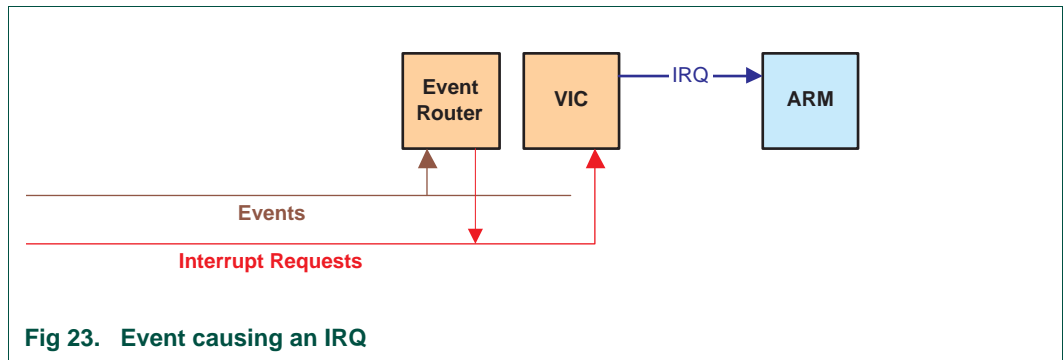 Event
Router
VIC
IRQ
ARM
Events
Interrupt Requests
Fig 23. Event causing an IRQ